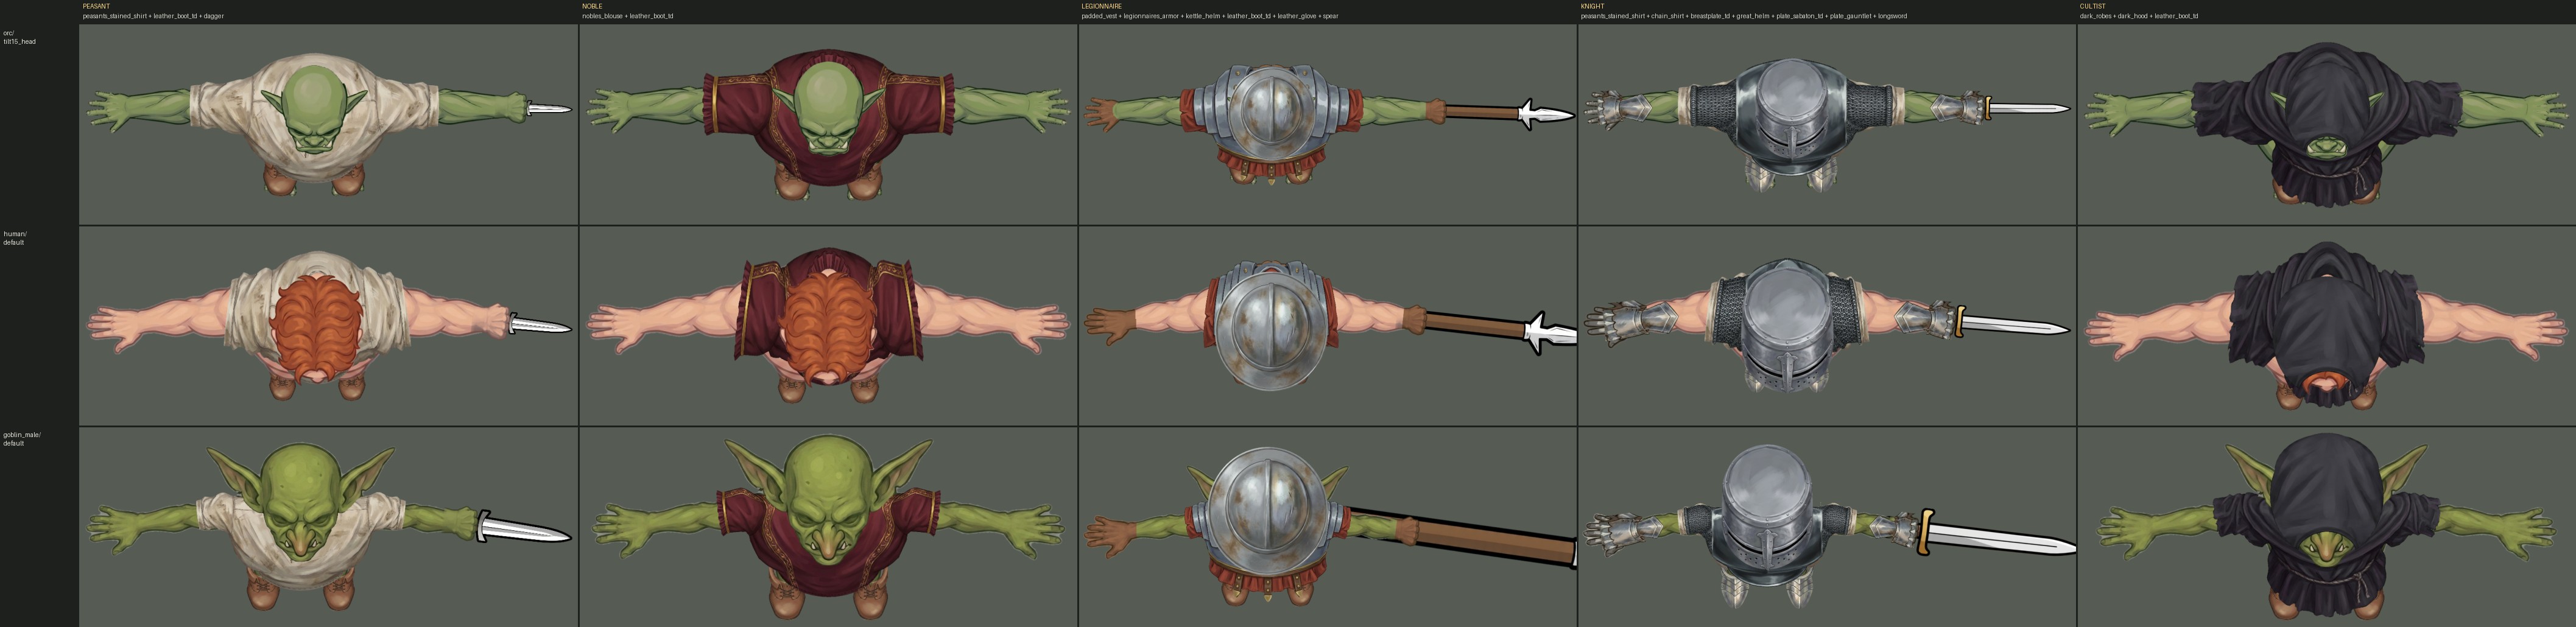 PEASANT
peasants_stained_shirt + leather_boot_td + dagger
NOBLE
nobles_blouse + leather_boot_td
LEGIONNAIRE
padded_vest + legionnaires_armor + kettle_helm + leather_boot_td + leather_glove + spear
KNIGHT
peasants_stained_shirt + chain_shirt + breastplate_td + great_helm + plate_sabaton_td + plate_gauntlet + longsword
CULTIST
dark_robes + dark_hood + leather_boot_td
orc/
tilt15_head
human/
default
goblin_male/
default